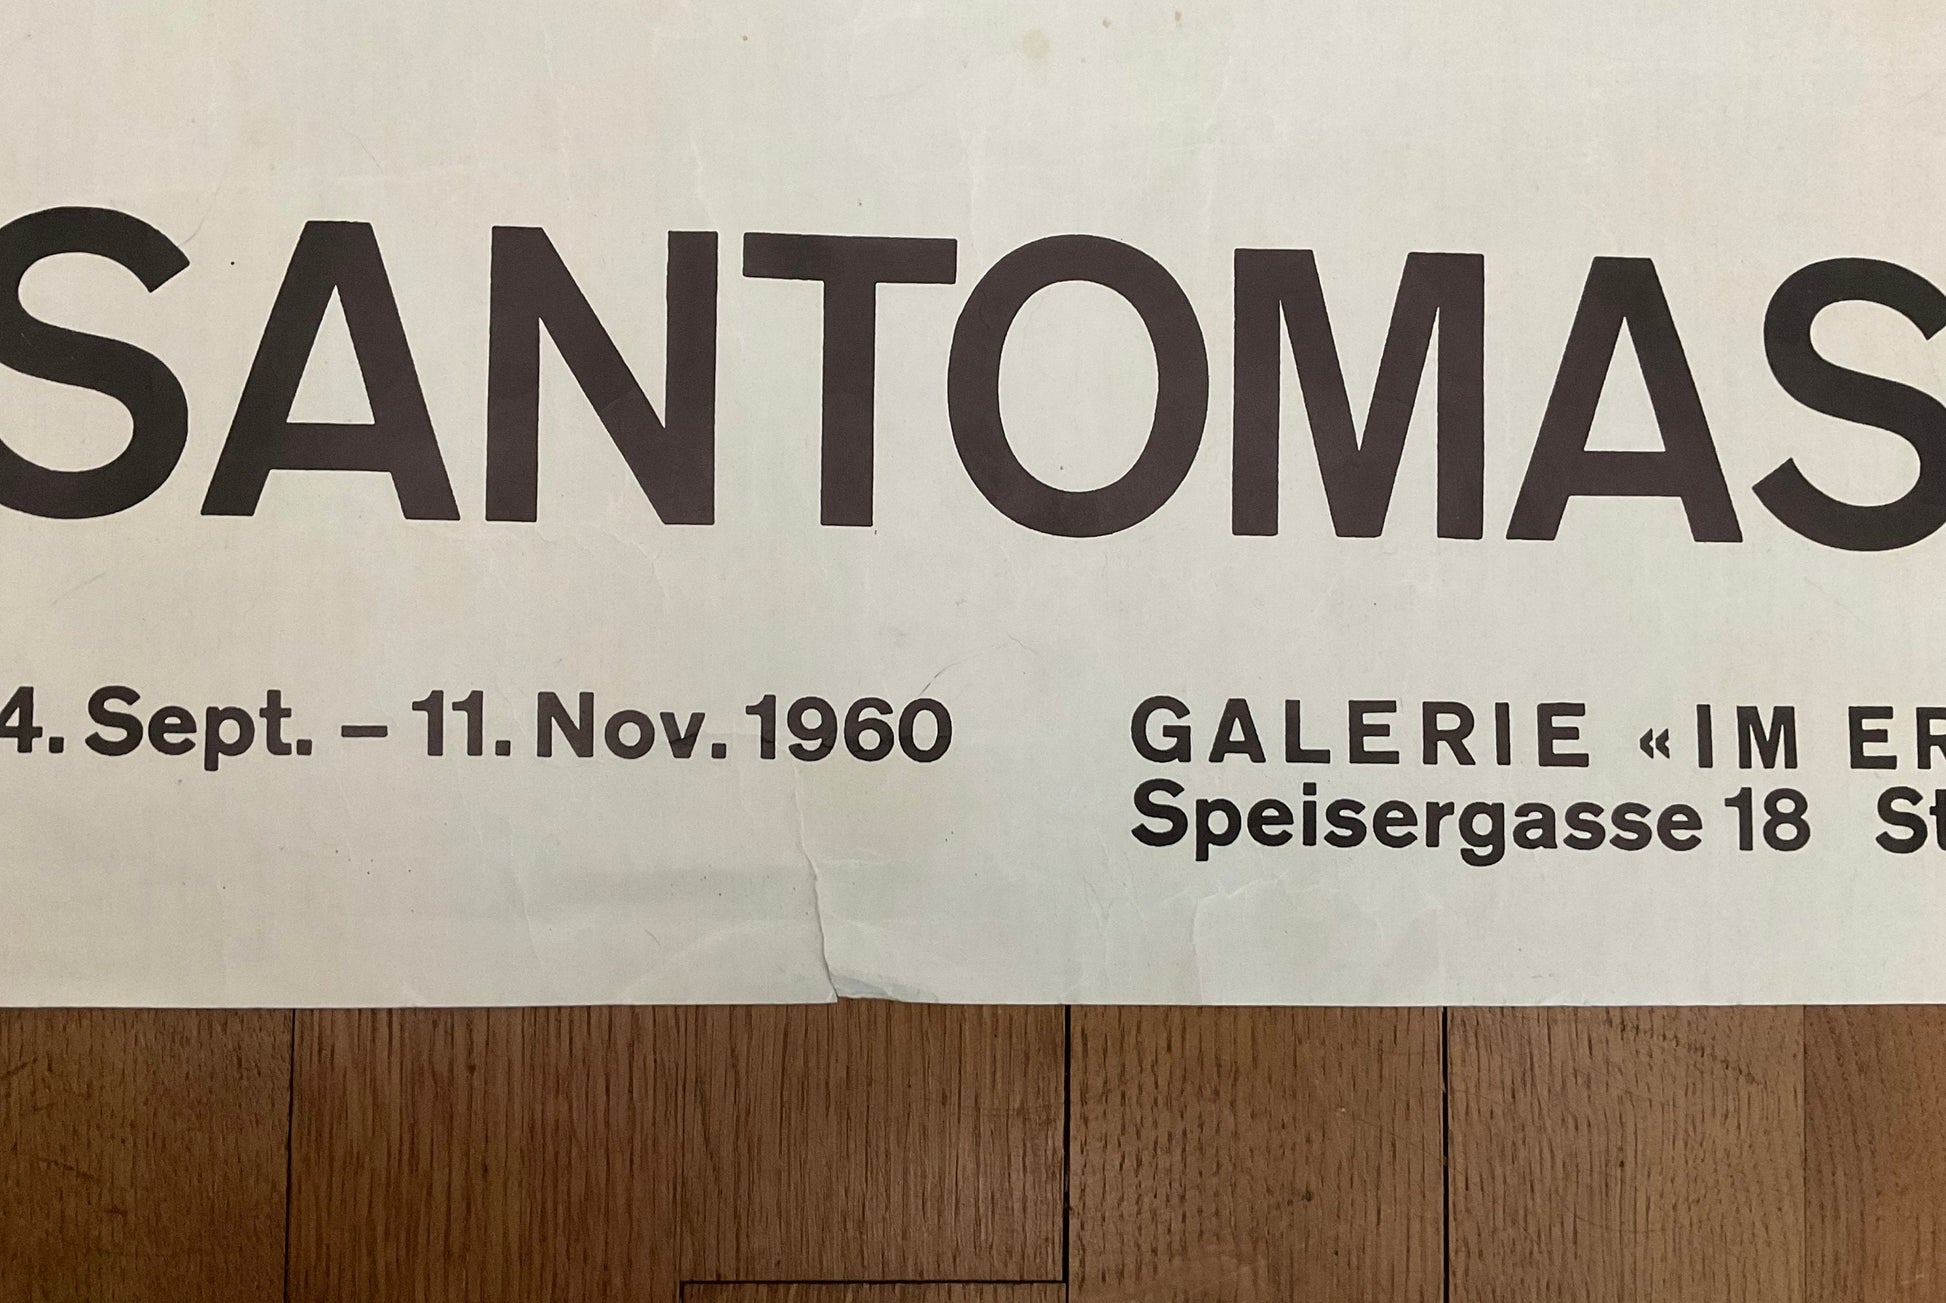 SANTOMAS
4. Sept. – 11. Nov. 1960
GALERIE «IM ER
Speisergasse 18 St